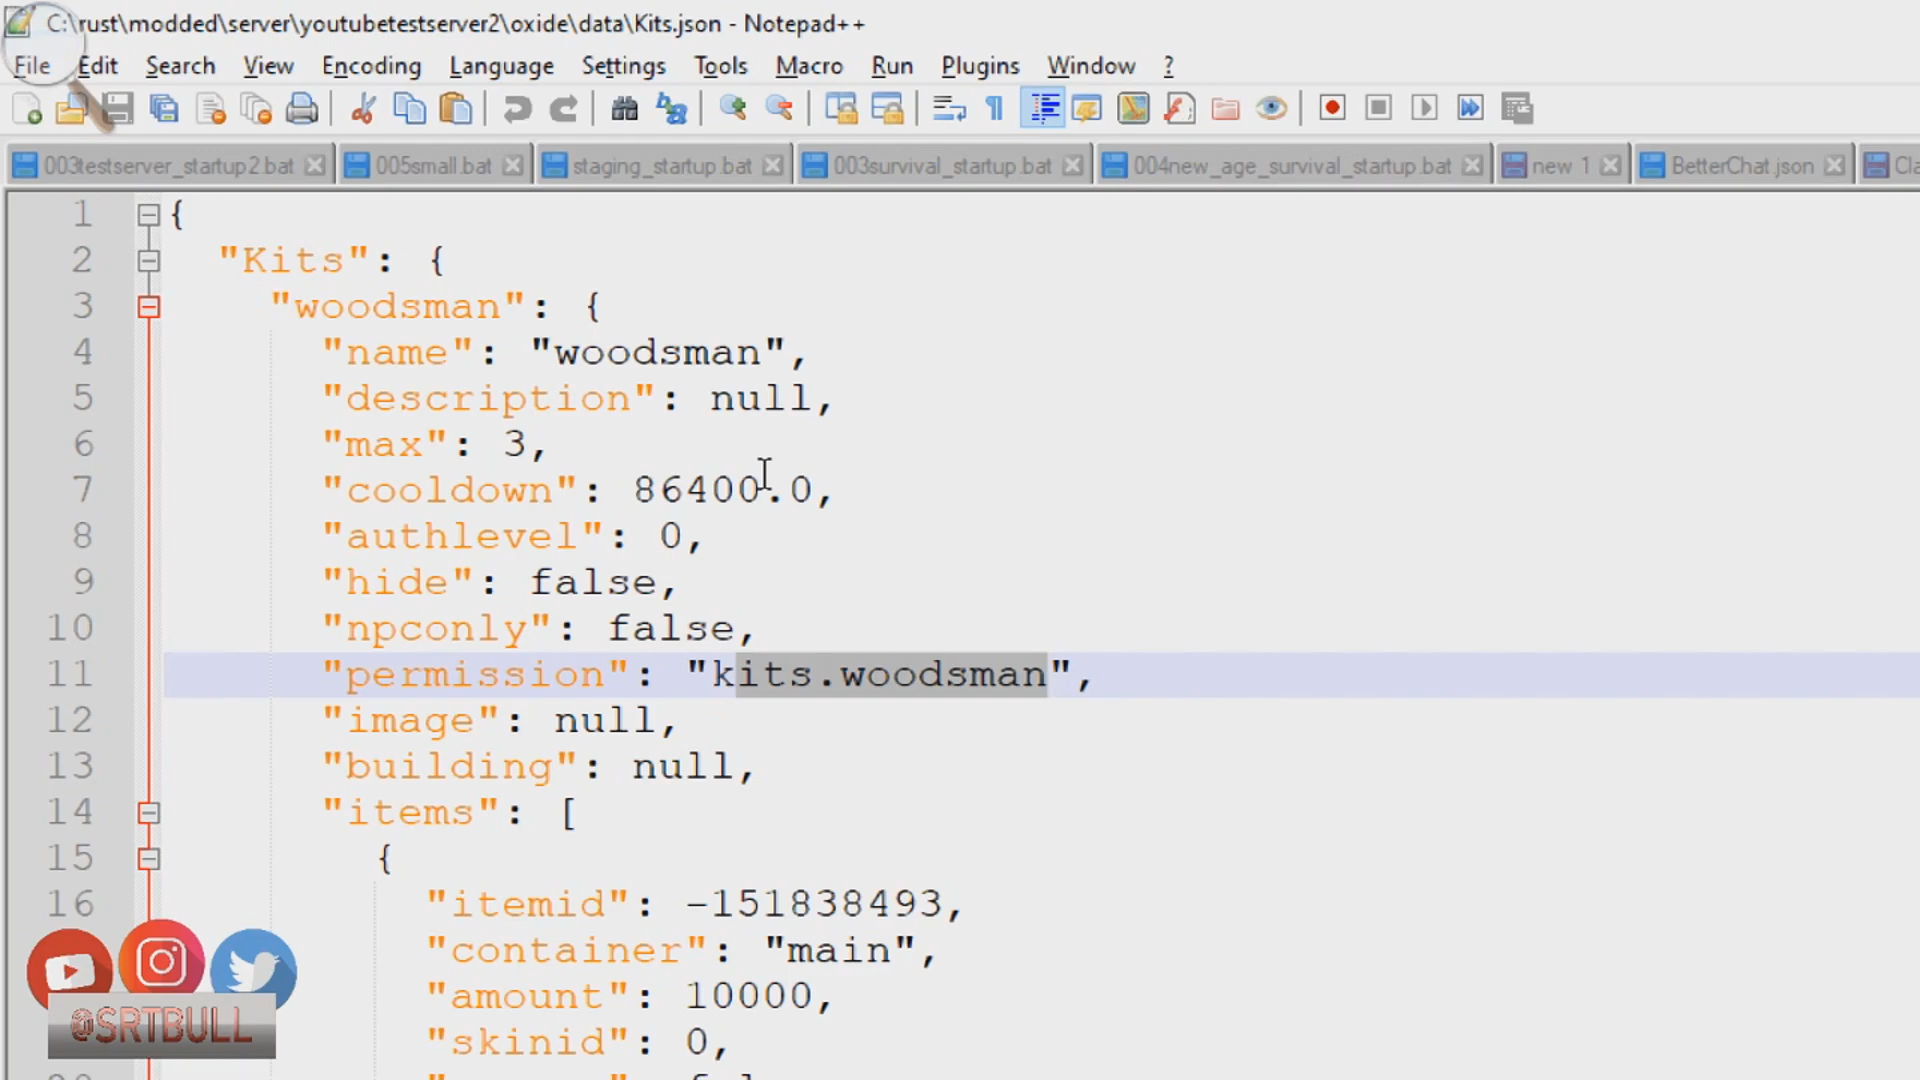 C:\rust\modded\server\youtubetestserver2\oxide\data\Kits.json - Notepad++
File Edit Search View Encoding Language Settings Tools Macro Run Plugins Window ?
003testserver_startup2.bat 005small.bat staging_startup.bat 003survival_startup.bat 004new_age_survival_startup.bat new 1 BetterChat.json Cla
1 {
2 "Kits": {
3 "woodsman": {
4 "name": "woodsman",
5 "description": null,
6 "max": 3,
7 "cooldown": 86400.0,
8 "authlevel": 0,
9 "hide": false,
10 "npconly": false,
11 "permission": "kits.woodsman",
12 "image": null,
13 "building": null,
14 "items": [
15 {
16 "itemid": -151838493,
"container": "main",
"amount": 10000,
"skinid": 0,
@SRTBULL